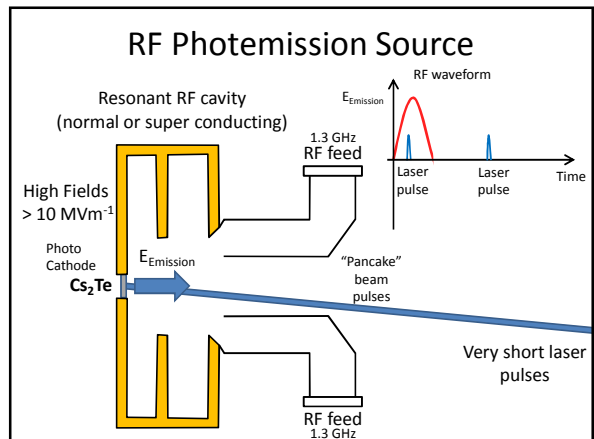 RF Photemission Source
Resonant RF cavity
(normal or super conducting)
High Fields
> 10 MVm⁻¹
Photo
Cathode
Cs₂Te
E_Emission
1.3 GHz
RF feed
RF waveform
E_Emission
Laser
pulse
Laser
pulse
Time
"Pancake"
beam
pulses
Very short laser
pulses
RF feed
1.3 GHz